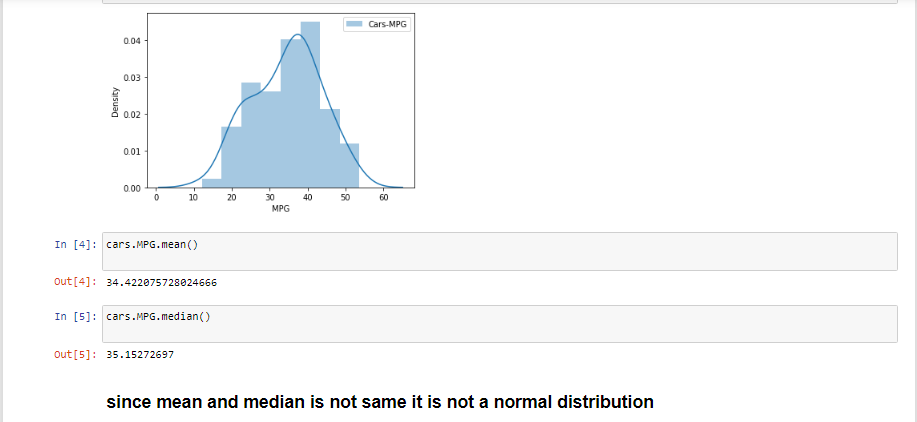 Cars-MPG
0.04
0.03
0.02
0.01
0.00
Density
0 10 20 30 40 50 60
MPG
In [4]: cars.MPG.mean()
Out[4]: 34.422075728024666
In [5]: cars.MPG.median()
Out[5]: 35.15272697
since mean and median is not same it is not a normal distribution